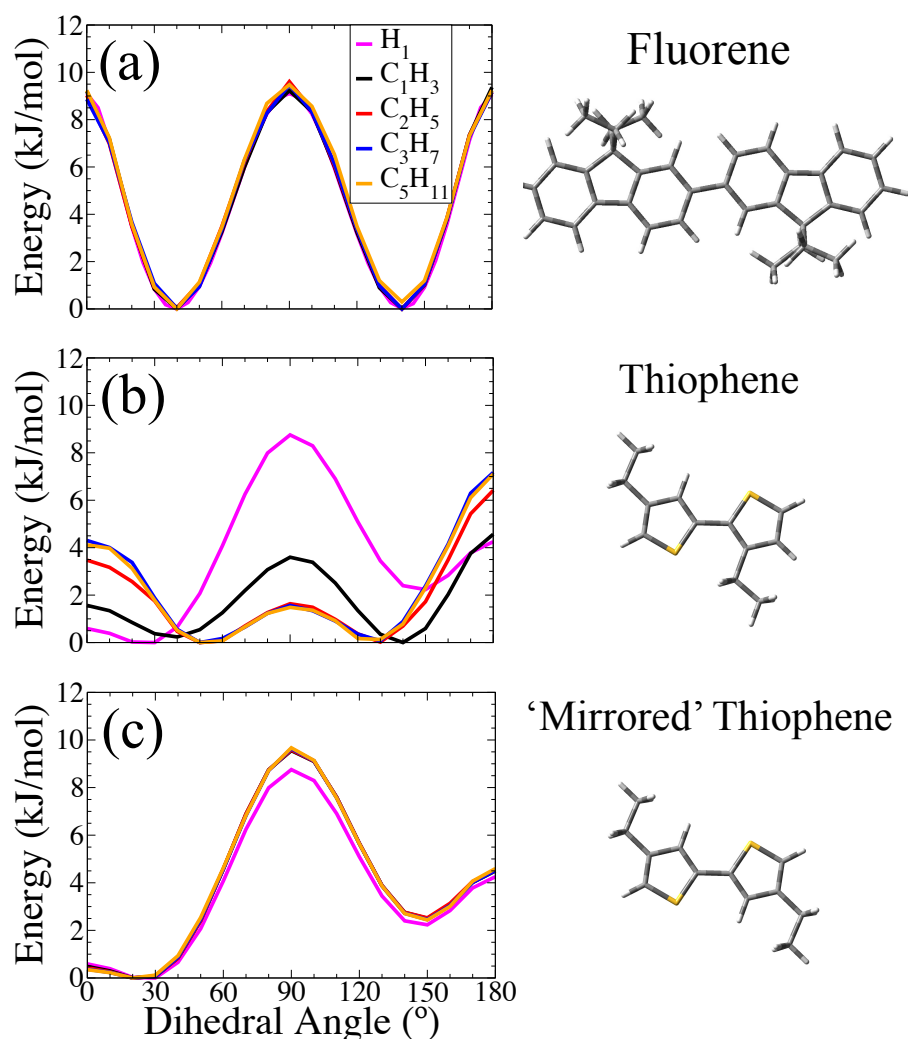 Energy (kJ/mol)
12
10
8
6
4
2
0
(a)
H₁
C₁H₃
C₂H₅
C₃H₇
C₅H₁₁
Fluorene
Energy (kJ/mol)
12
10
8
6
4
2
0
(b)
Thiophene
Energy (kJ/mol)
12
10
8
6
4
2
0
(c)
'Mirrored' Thiophene
0 30 60 90 120 150 180
Dihedral Angle (º)